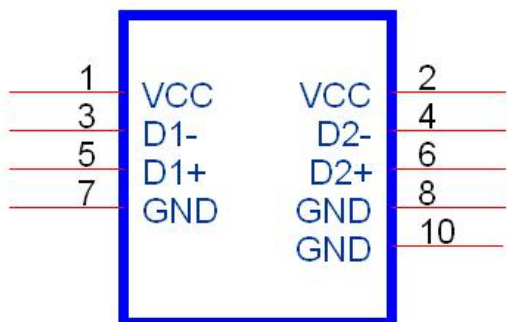 1 VCC VCC 2
3 D1- D2- 4
5 D1+ D2+ 6
7 GND GND 8
GND 10